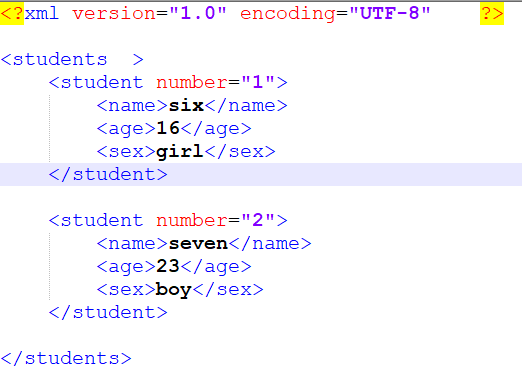 <?xml version="1.0" encoding="UTF-8"    ?>
<students  >
    <student number="1">
        <name>six</name>
        <age>16</age>
        <sex>girl</sex>
    </student>
    <student number="2">
        <name>seven</name>
        <age>23</age>
        <sex>boy</sex>
    </student>
</students>